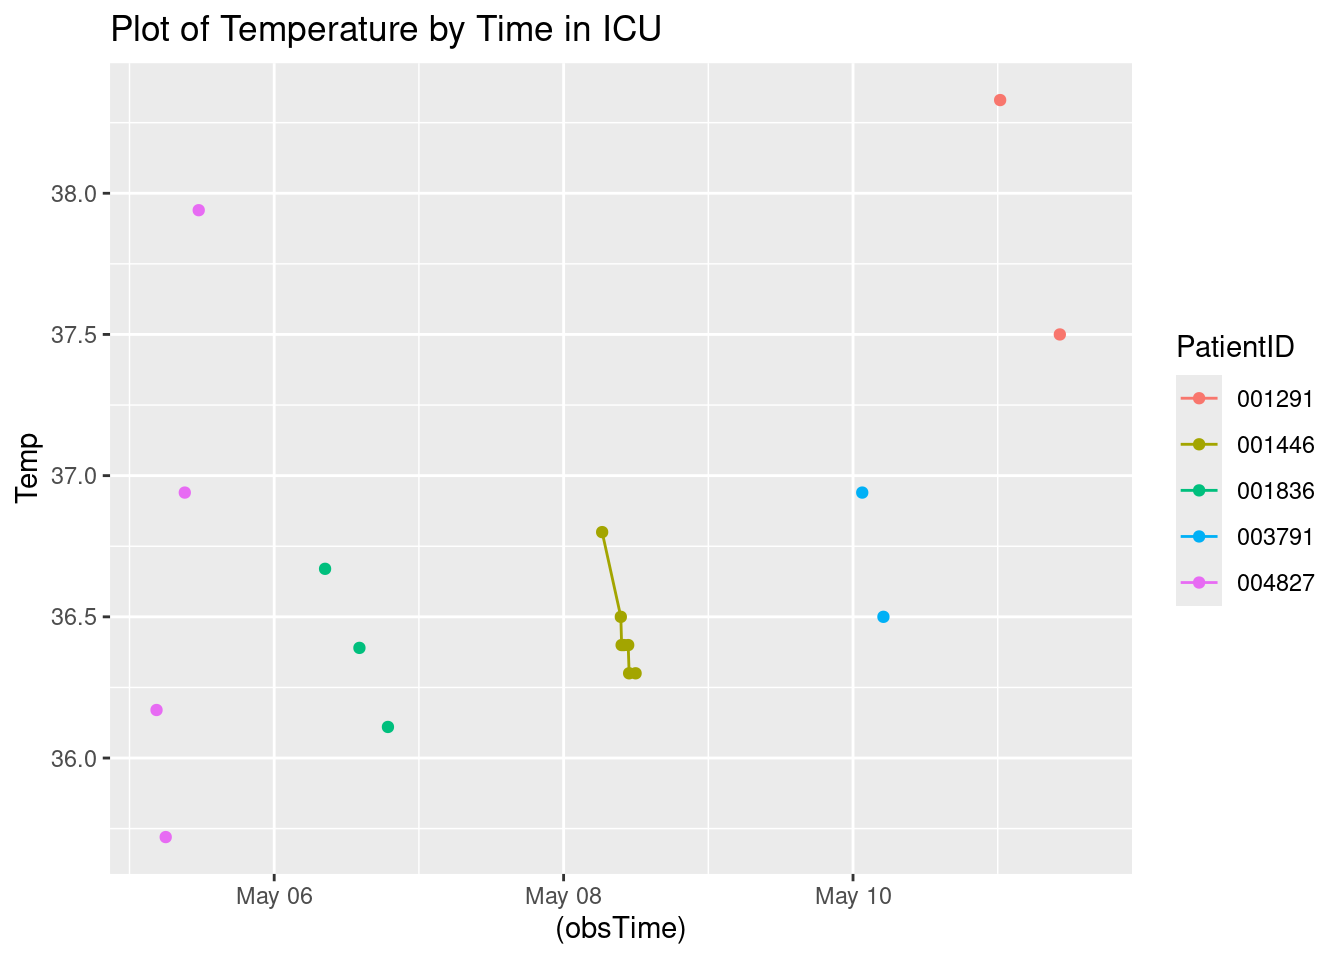 Plot of Temperature by Time in ICU
38.0
37.5
37.0
36.5
36.0
Temp
May 06
May 08
May 10
(obsTime)
PatientID
001291
001446
001836
003791
004827